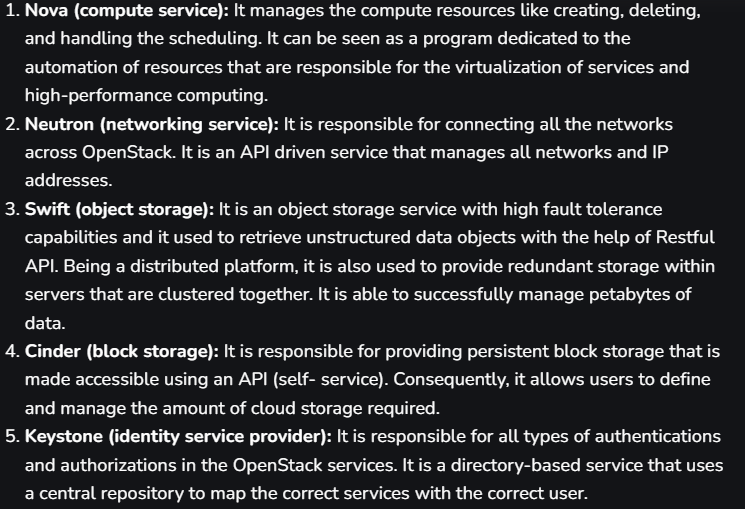 1. Nova (compute service): It manages the compute resources like creating, deleting,
and handling the scheduling. It can be seen as a program dedicated to the
automation of resources that are responsible for the virtualization of services and
high-performance computing.
2. Neutron (networking service): It is responsible for connecting all the networks
across OpenStack. It is an API driven service that manages all networks and IP
addresses.
3. Swift (object storage): It is an object storage service with high fault tolerance
capabilities and it used to retrieve unstructured data objects with the help of Restful
API. Being a distributed platform, it is also used to provide redundant storage within
servers that are clustered together. It is able to successfully manage petabytes of
data.
4. Cinder (block storage): It is responsible for providing persistent block storage that is
made accessible using an API (self- service). Consequently, it allows users to define
and manage the amount of cloud storage required.
5. Keystone (identity service provider): It is responsible for all types of authentications
and authorizations in the OpenStack services. It is a directory-based service that uses
a central repository to map the correct services with the correct user.